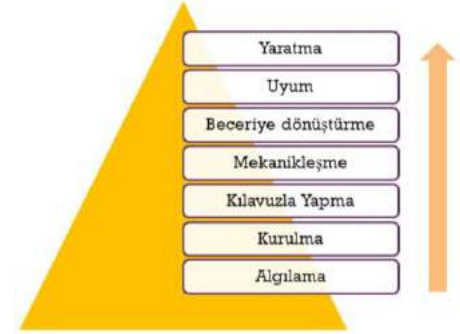 Yaratma
Uyum
Beceriye dönüştürme
Mekanikleşme
Kılavuzla Yapma
Kurulma
Algılama